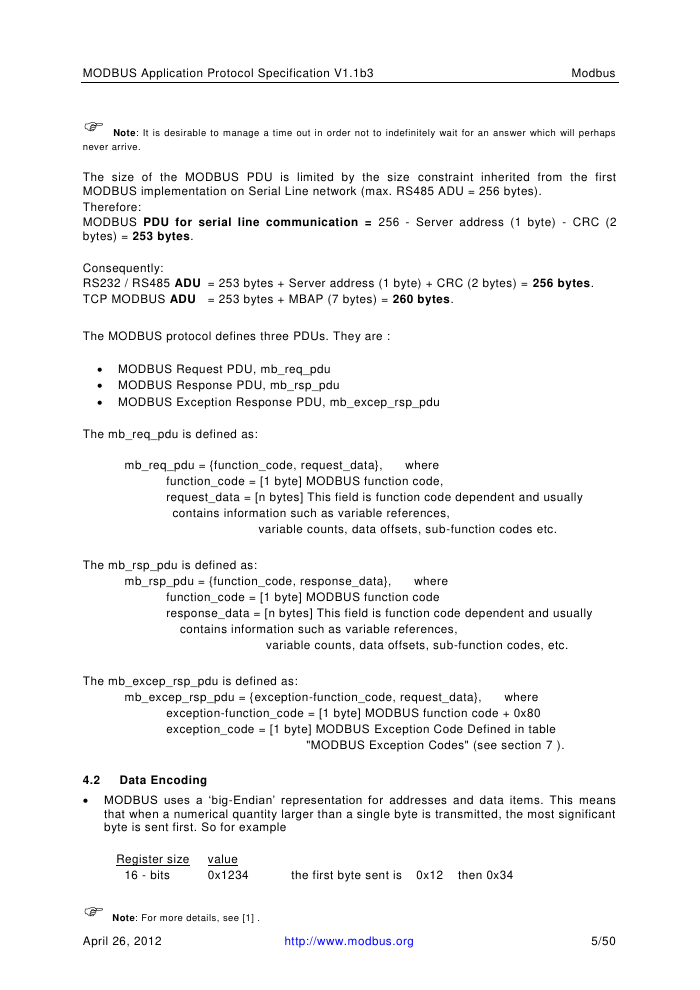 MODBUS Application Protocol Specification V1.1b3 Modbus
☞ Note: It is desirable to manage a time out in order not to indefinitely wait for an answer which will perhaps
never arrive.
The size of the MODBUS PDU is limited by the size constraint inherited from the first
MODBUS implementation on Serial Line network (max. RS485 ADU = 256 bytes).
Therefore:
MODBUS PDU for serial line communication = 256 - Server address (1 byte) - CRC (2
bytes) = 253 bytes.
Consequently:
RS232 / RS485 ADU = 253 bytes + Server address (1 byte) + CRC (2 bytes) = 256 bytes.
TCP MODBUS ADU = 253 bytes + MBAP (7 bytes) = 260 bytes.
The MODBUS protocol defines three PDUs. They are :
• MODBUS Request PDU, mb_req_pdu
• MODBUS Response PDU, mb_rsp_pdu
• MODBUS Exception Response PDU, mb_excep_rsp_pdu
The mb_req_pdu is defined as:
mb_req_pdu = {function_code, request_data}, where
function_code = [1 byte] MODBUS function code,
request_data = [n bytes] This field is function code dependent and usually
contains information such as variable references,
variable counts, data offsets, sub-function codes etc.
The mb_rsp_pdu is defined as:
mb_rsp_pdu = {function_code, response_data}, where
function_code = [1 byte] MODBUS function code
response_data = [n bytes] This field is function code dependent and usually
contains information such as variable references,
variable counts, data offsets, sub-function codes, etc.
The mb_excep_rsp_pdu is defined as:
mb_excep_rsp_pdu = {exception-function_code, request_data}, where
exception-function_code = [1 byte] MODBUS function code + 0x80
exception_code = [1 byte] MODBUS Exception Code Defined in table
"MODBUS Exception Codes" (see section 7 ).
4.2 Data Encoding
• MODBUS uses a ‘big-Endian’ representation for addresses and data items. This means
that when a numerical quantity larger than a single byte is transmitted, the most significant
byte is sent first. So for example
Register size value
16 - bits 0x1234 the first byte sent is 0x12 then 0x34
☞ Note: For more details, see [1] .
April 26, 2012 http://www.modbus.org 5/50